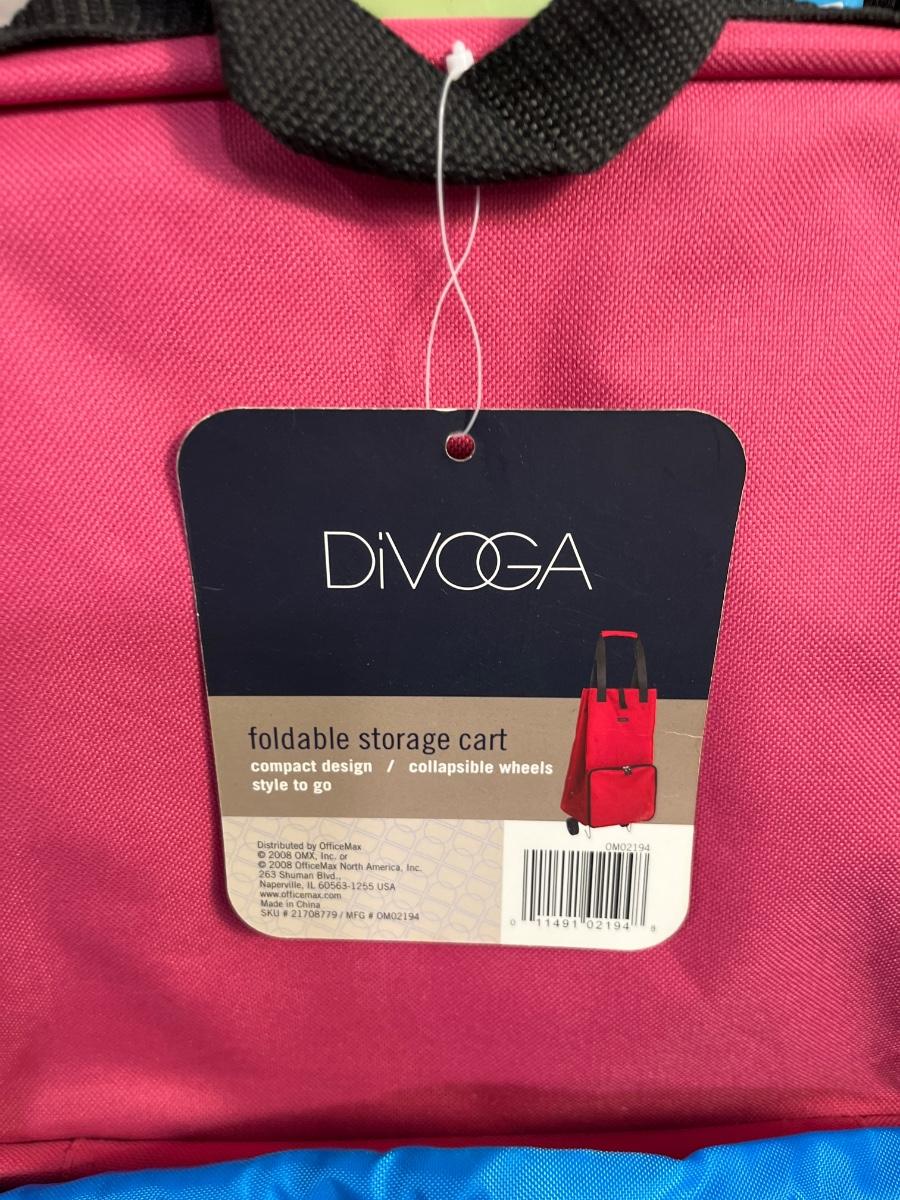 DiVOGA
foldable storage cart
compact design / collapsible wheels
style to go
Distributed by OfficeMax
© 2008 OMX, Inc. or
© 2008 OfficeMax North America, Inc.
263 Shuman Blvd.,
Naperville, IL 60563-1255 USA
www.officemax.com
Made in China
SKU # 21708779 / MFG # OM02194
OM02194
0 11491 02194 8